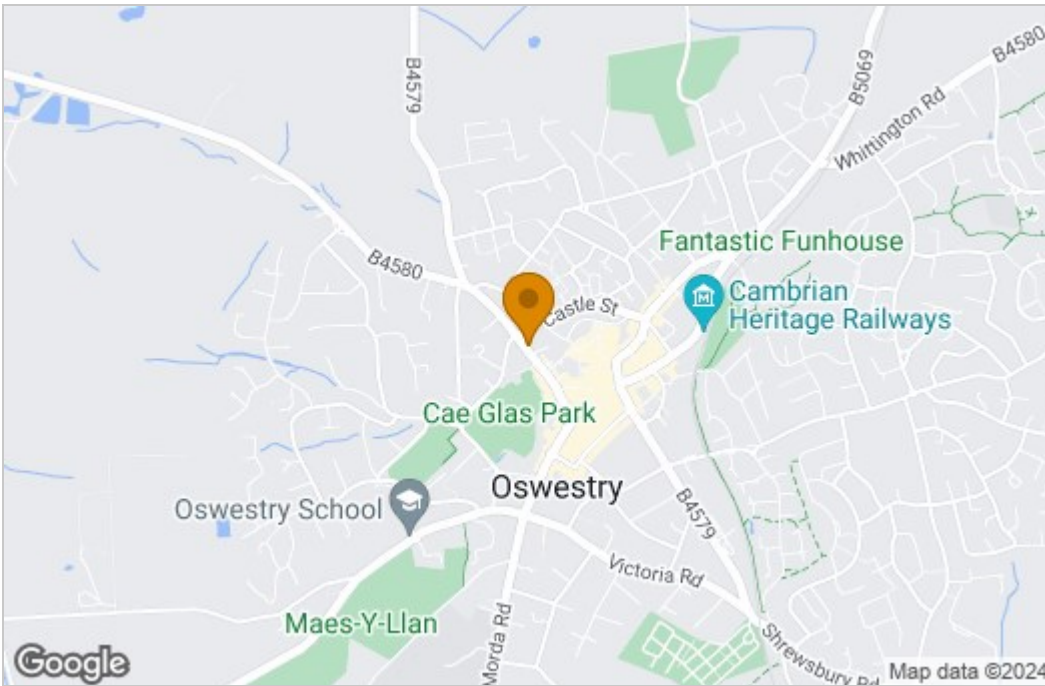 B4579
B5069
B4580
Whittington Rd
Fantastic Funhouse
B4580
Castle St
Cambrian
Heritage Railways
Cae Glas Park
Oswestry
Oswestry School
B4579
Victoria Rd
Maes-Y-Llan
Morda Rd
Shrewsbury Rd
Google
Map data ©2024